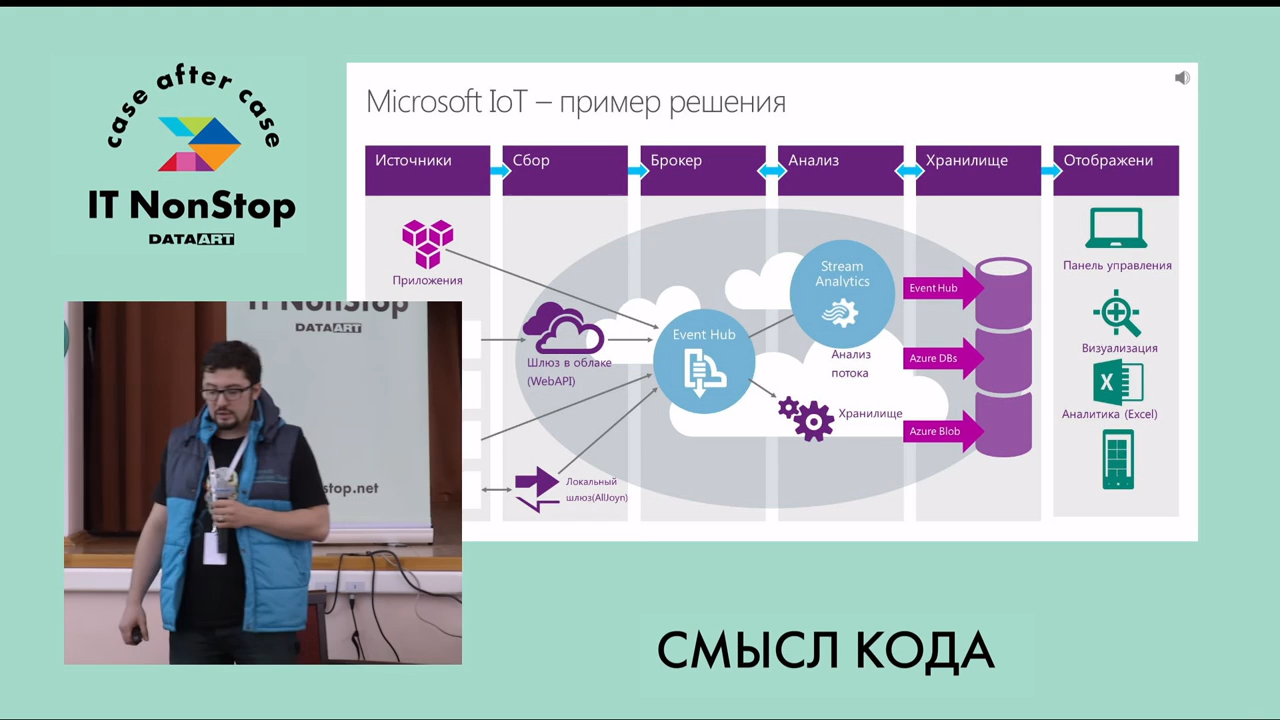 case after case
IT NonStop
DATAART
Microsoft IoT – пример решения
Источники
Сбор
Брокер
Анализ
Хранилище
Отображени
Приложения
Шлюз в облаке
(WebAPI)
Локальный
шлюз(AllJoyn)
Event Hub
Stream
Analytics
Анализ
потока
Хранилище
Event Hub
Azure DBs
Azure Blob
Панель управления
Визуализация
Аналитика (Excel)
IT NonStop
DATAART
stop.net
СМЫСЛ КОДА